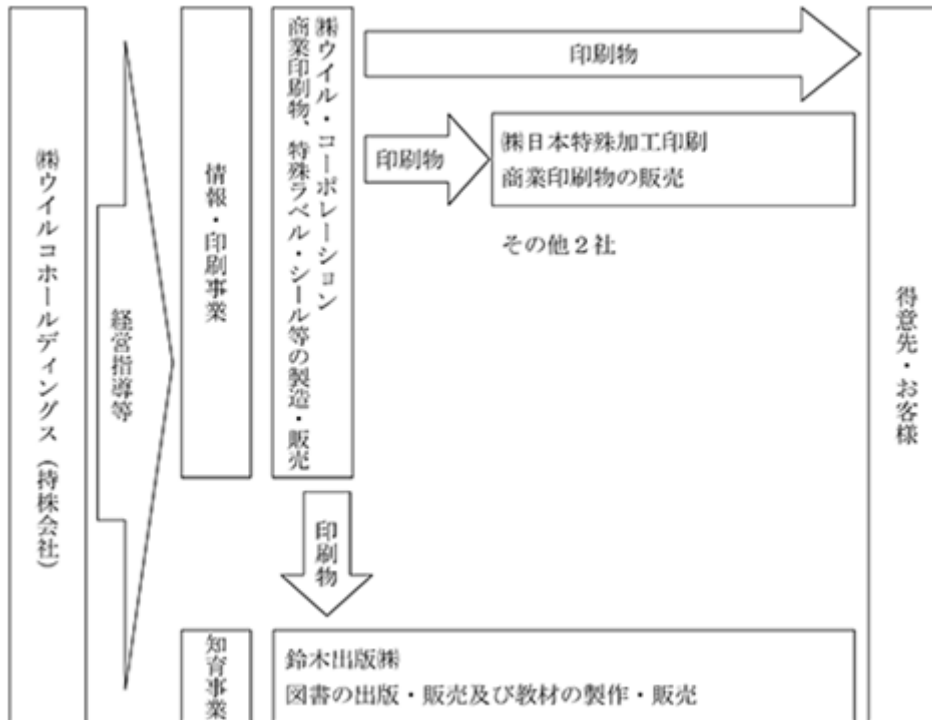 ㈱ウイルコホールディングス(持株会社)
経営指導等
情報・印刷事業
㈱ウイル・コーポレーション
商業印刷物、特殊ラベル・シール等の製造・販売
印刷物
印刷物
㈱日本特殊加工印刷
商業印刷物の販売
その他2社
印刷物
知育事業
鈴木出版㈱
図書の出版・販売及び教材の製作・販売
得意先・お客様